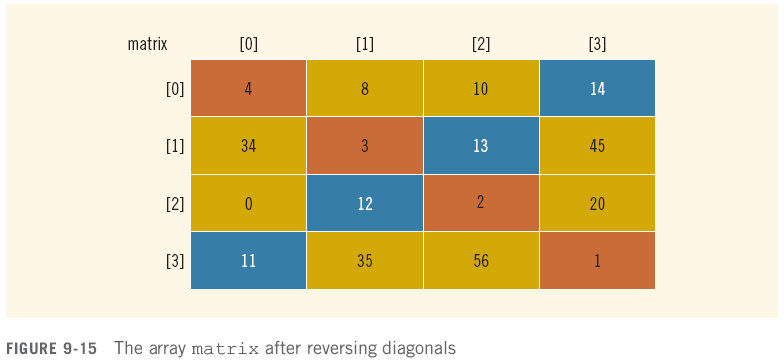 matrix [0] [1] [2] [3]
[0] 4 8 10 14
[1] 34 3 13 45
[2] 0 12 2 20
[3] 11 35 56 1
FIGURE 9-15 The array matrix after reversing diagonals